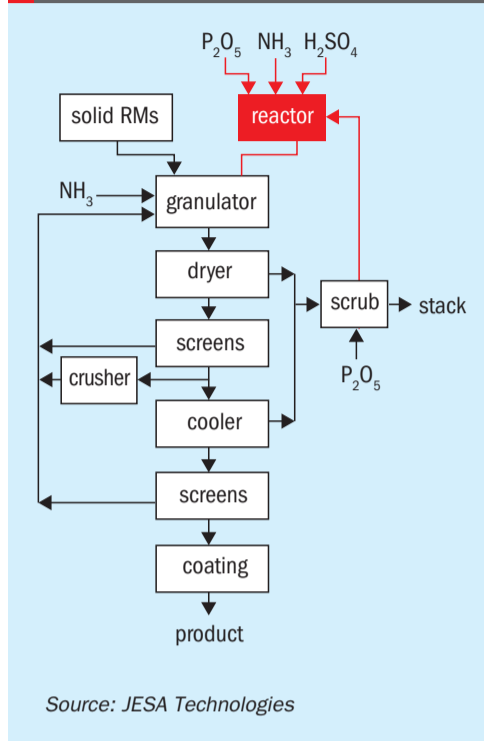 P₂O₅ NH₃ H₂SO₄
solid RMs
reactor
NH₃
granulator
dryer
scrub
stack
screens
P₂O₅
crusher
cooler
screens
coating
product
Source: JESA Technologies